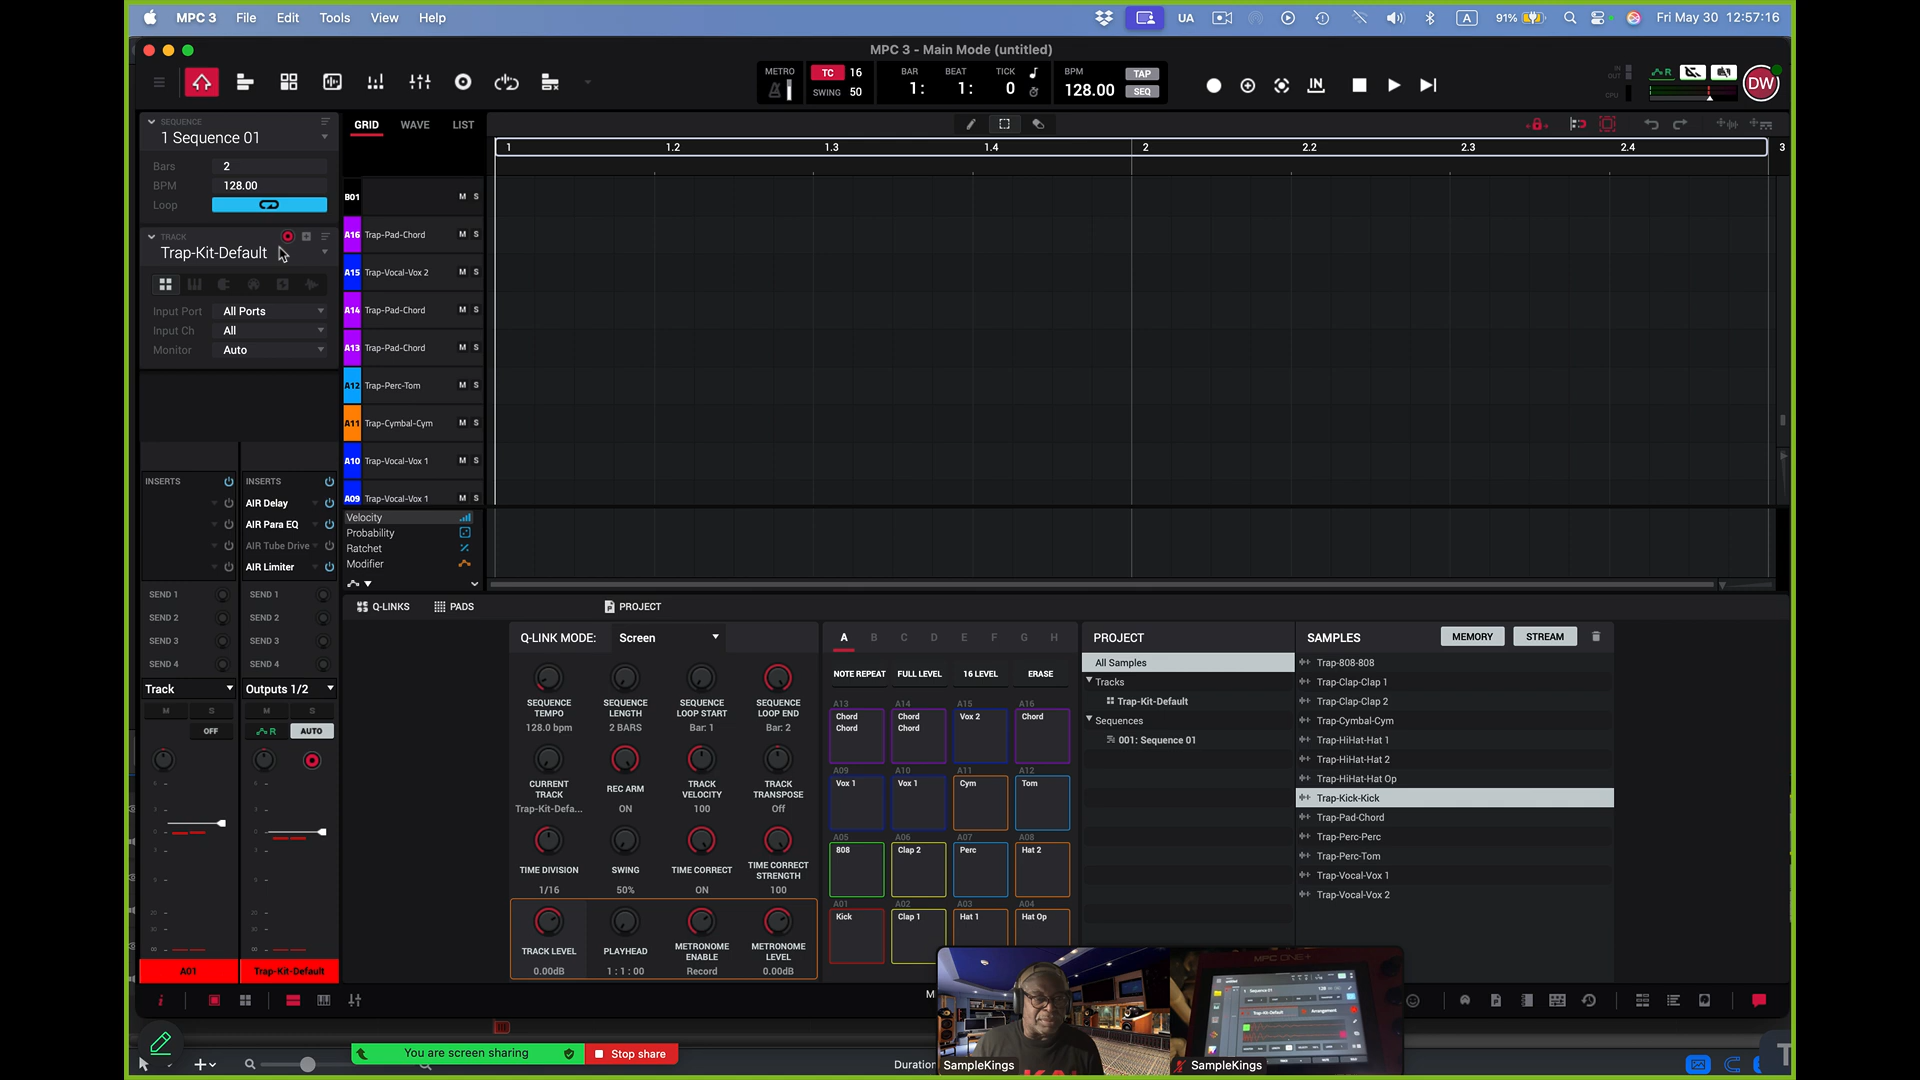 MPC 3 File Edit Tools View Help
UA A 91% Fri May 30 12:57:16
MPC 3 - Main Mode (untitled)
METRO TC 16 BAR BEAT TICK BPM TAP
SWING 50 1: 1: 0 128.00 SEQ
IN
IN
OUT
CPU
R
DW
SEQUENCE
1 Sequence 01
Bars 2
BPM 128.00
Loop
TRACK
Trap-Kit-Default
Input Port All Ports
Input Ch All
Monitor Auto
GRID WAVE LIST
1 1.2 1.3 1.4 2 2.2 2.3 2.4 3
B01 M S
A16 Trap-Pad-Chord M S
A15 Trap-Vocal-Vox 2 M S
A14 Trap-Pad-Chord M S
A13 Trap-Pad-Chord M S
A12 Trap-Perc-Tom M S
A11 Trap-Cymbal-Cym M S
A10 Trap-Vocal-Vox 1 M S
A09 Trap-Vocal-Vox 1 M S
Velocity
Probability
Ratchet
Modifier
INSERTS INSERTS
AIR Delay
AIR Para EQ
AIR Tube Drive
AIR Limiter
SEND 1 SEND 1
SEND 2 SEND 2
SEND 3 SEND 3
SEND 4 SEND 4
Track Outputs 1/2
M S M S
OFF R AUTO
A01 Trap-Kit-Default
Q-LINKS PADS PROJECT
Q-LINK MODE: Screen
SEQUENCE TEMPO 128.0 bpm
SEQUENCE LENGTH 2 BARS
SEQUENCE LOOP START Bar: 1
SEQUENCE LOOP END Bar: 2
CURRENT TRACK Trap-Kit-Defa...
REC ARM ON
TRACK VELOCITY 100
TRACK TRANSPOSE Off
TIME DIVISION 1/16
SWING 50%
TIME CORRECT ON
TIME CORRECT STRENGTH 100
TRACK LEVEL 0.00dB
PLAYHEAD 1:1:00
METRONOME ENABLE Record
METRONOME LEVEL 0.00dB
A B C D E F G H
NOTE REPEAT FULL LEVEL 16 LEVEL ERASE
A13 A14 A15 A16
Chord Chord Vox 2 Chord
Chord Chord
A09 A10 A11 A12
Vox 1 Vox 1 Cym Tom
A05 A06 A07 A08
808 Clap 2 Perc Hat 2
A01 A02 A03 A04
Kick Clap 1 Hat 1 Hat Op
PROJECT
All Samples
Tracks
Trap-Kit-Default
Sequences
001: Sequence 01
SAMPLES MEMORY STREAM
Trap-808-808
Trap-Clap-Clap 1
Trap-Clap-Clap 2
Trap-Cymbal-Cym
Trap-HiHat-Hat 1
Trap-HiHat-Hat 2
Trap-HiHat-Hat Op
Trap-Kick-Kick
Trap-Pad-Chord
Trap-Perc-Perc
Trap-Perc-Tom
Trap-Vocal-Vox 1
Trap-Vocal-Vox 2
MPC ONE+
You are screen sharing Stop share
Duration
SampleKings
SampleKings